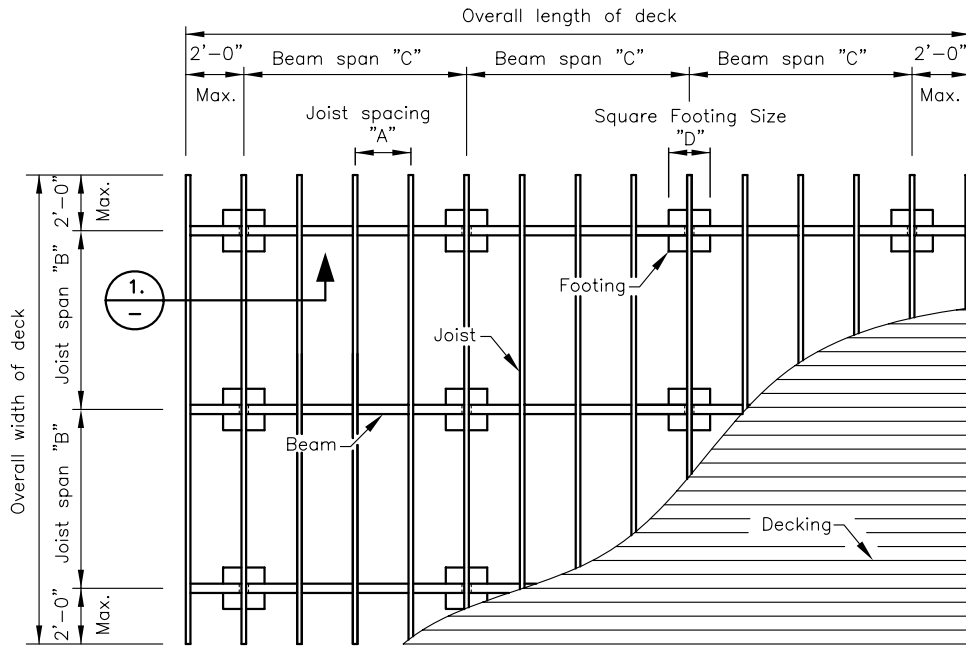 Overall length of deck
2'-0"
Beam span "C"
Beam span "C"
Beam span "C"
2'-0"
Max.
Max.
Joist spacing
"A"
Square Footing Size
"D"
2'-0"
Max.
Joist span "B"
Overall width of deck
1.
-
Footing
Joist
Beam
Joist span "B"
Decking
2'-0"
Max.